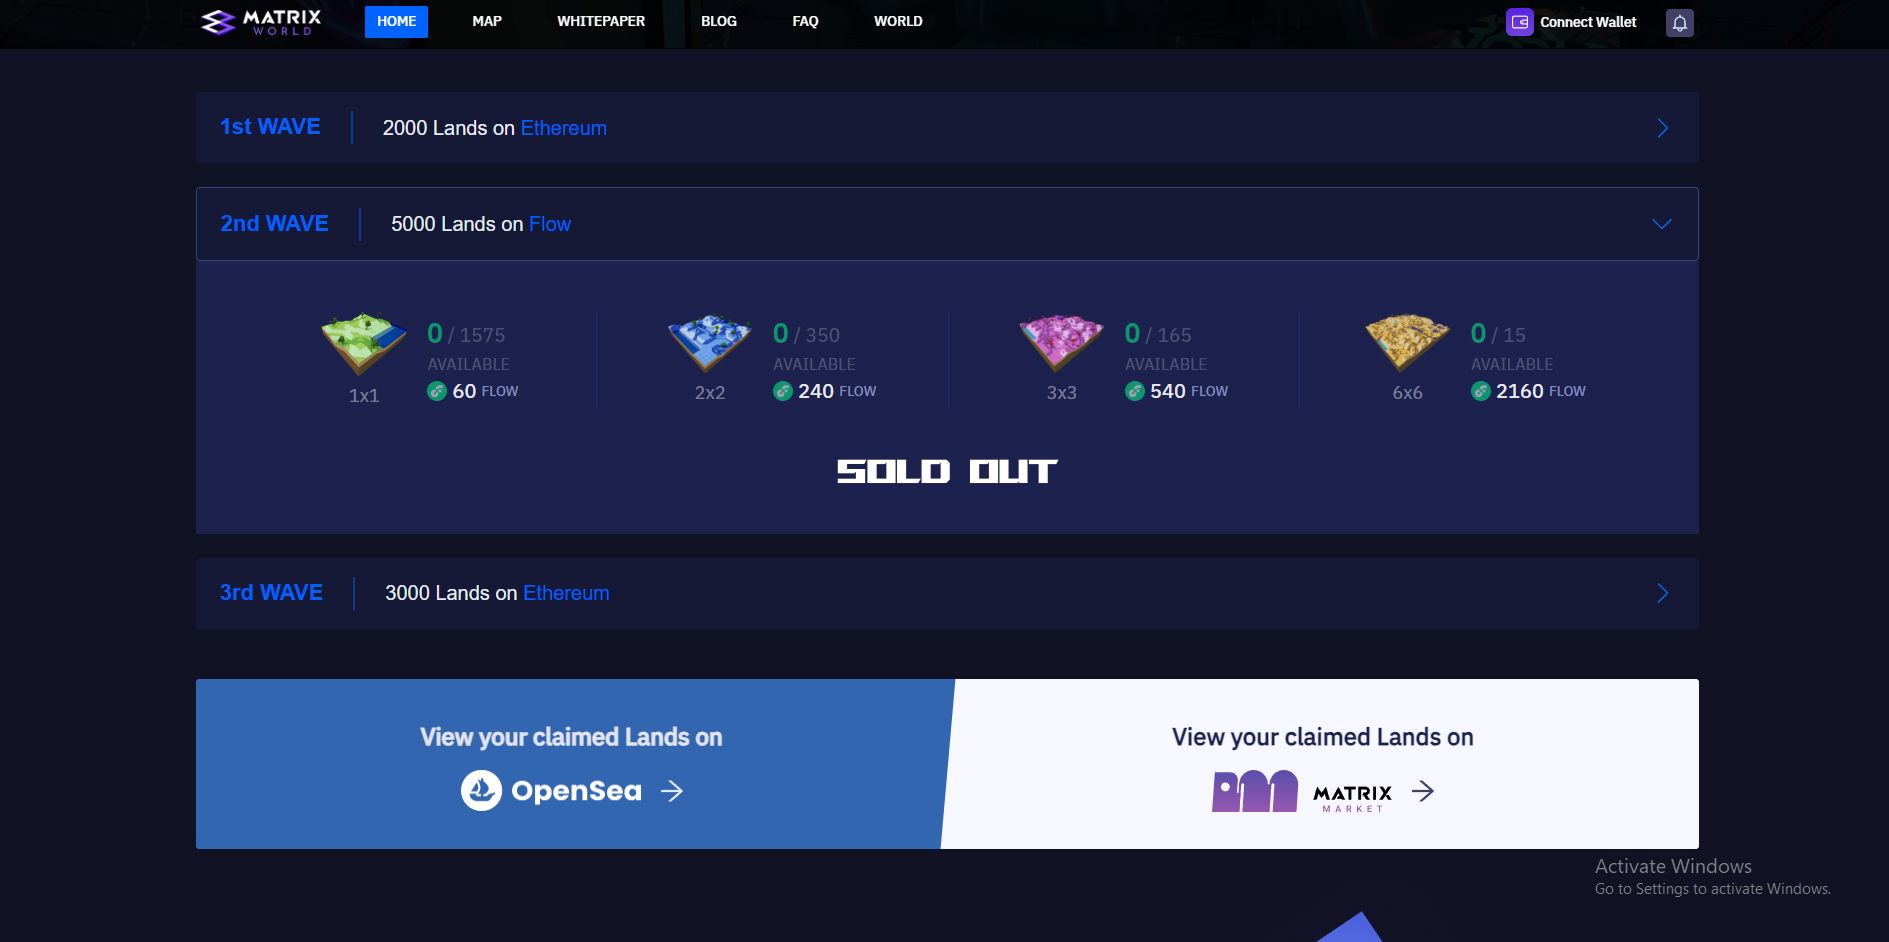 MATRIX WORLD HOME MAP WHITEPAPER BLOG FAQ WORLD Connect Wallet
1st WAVE 2000 Lands on Ethereum
2nd WAVE 5000 Lands on Flow
0 / 1575 0 / 350 0 / 165 0 / 15
AVAILABLE AVAILABLE AVAILABLE AVAILABLE
1x1 60 FLOW 2x2 240 FLOW 3x3 540 FLOW 6x6 2160 FLOW
SOLD OUT
3rd WAVE 3000 Lands on Ethereum
View your claimed Lands on
OpenSea
View your claimed Lands on
MATRIX
MARKET
Activate Windows
Go to Settings to activate Windows.